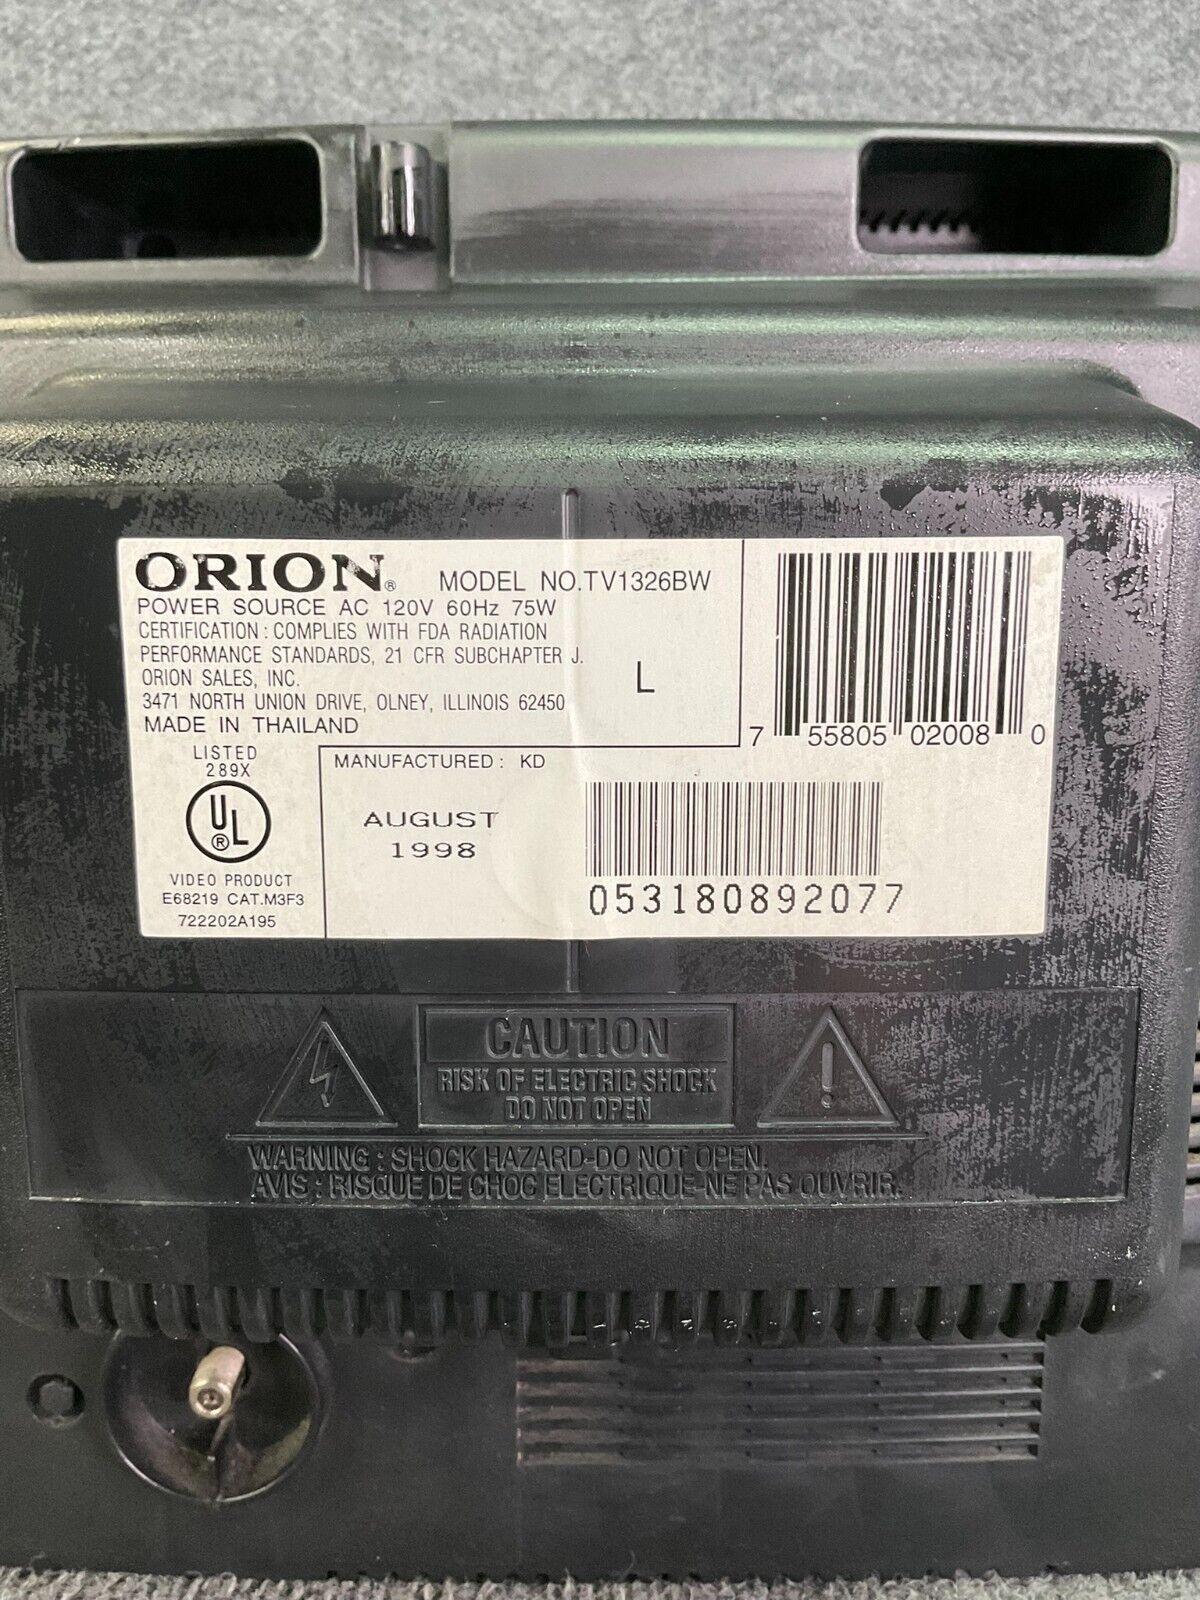 ORION®
MODEL NO.TV1326BW
POWER SOURCE AC 120V 60Hz 75W
CERTIFICATION : COMPLIES WITH FDA RADIATION
PERFORMANCE STANDARDS, 21 CFR SUBCHAPTER J.
ORION SALES, INC.
3471 NORTH UNION DRIVE, OLNEY, ILLINOIS 62450
MADE IN THAILAND
L
7 55805 02008 0
LISTED
289X
UL®
VIDEO PRODUCT
E68219 CAT.M3F3
722202A195
MANUFACTURED : KD
AUGUST
1998
053180892077
CAUTION
RISK OF ELECTRIC SHOCK
DO NOT OPEN
WARNING : SHOCK HAZARD-DO NOT OPEN.
AVIS : RISQUE DE CHOC ELECTRIQUE-NE PAS OUVRIR.